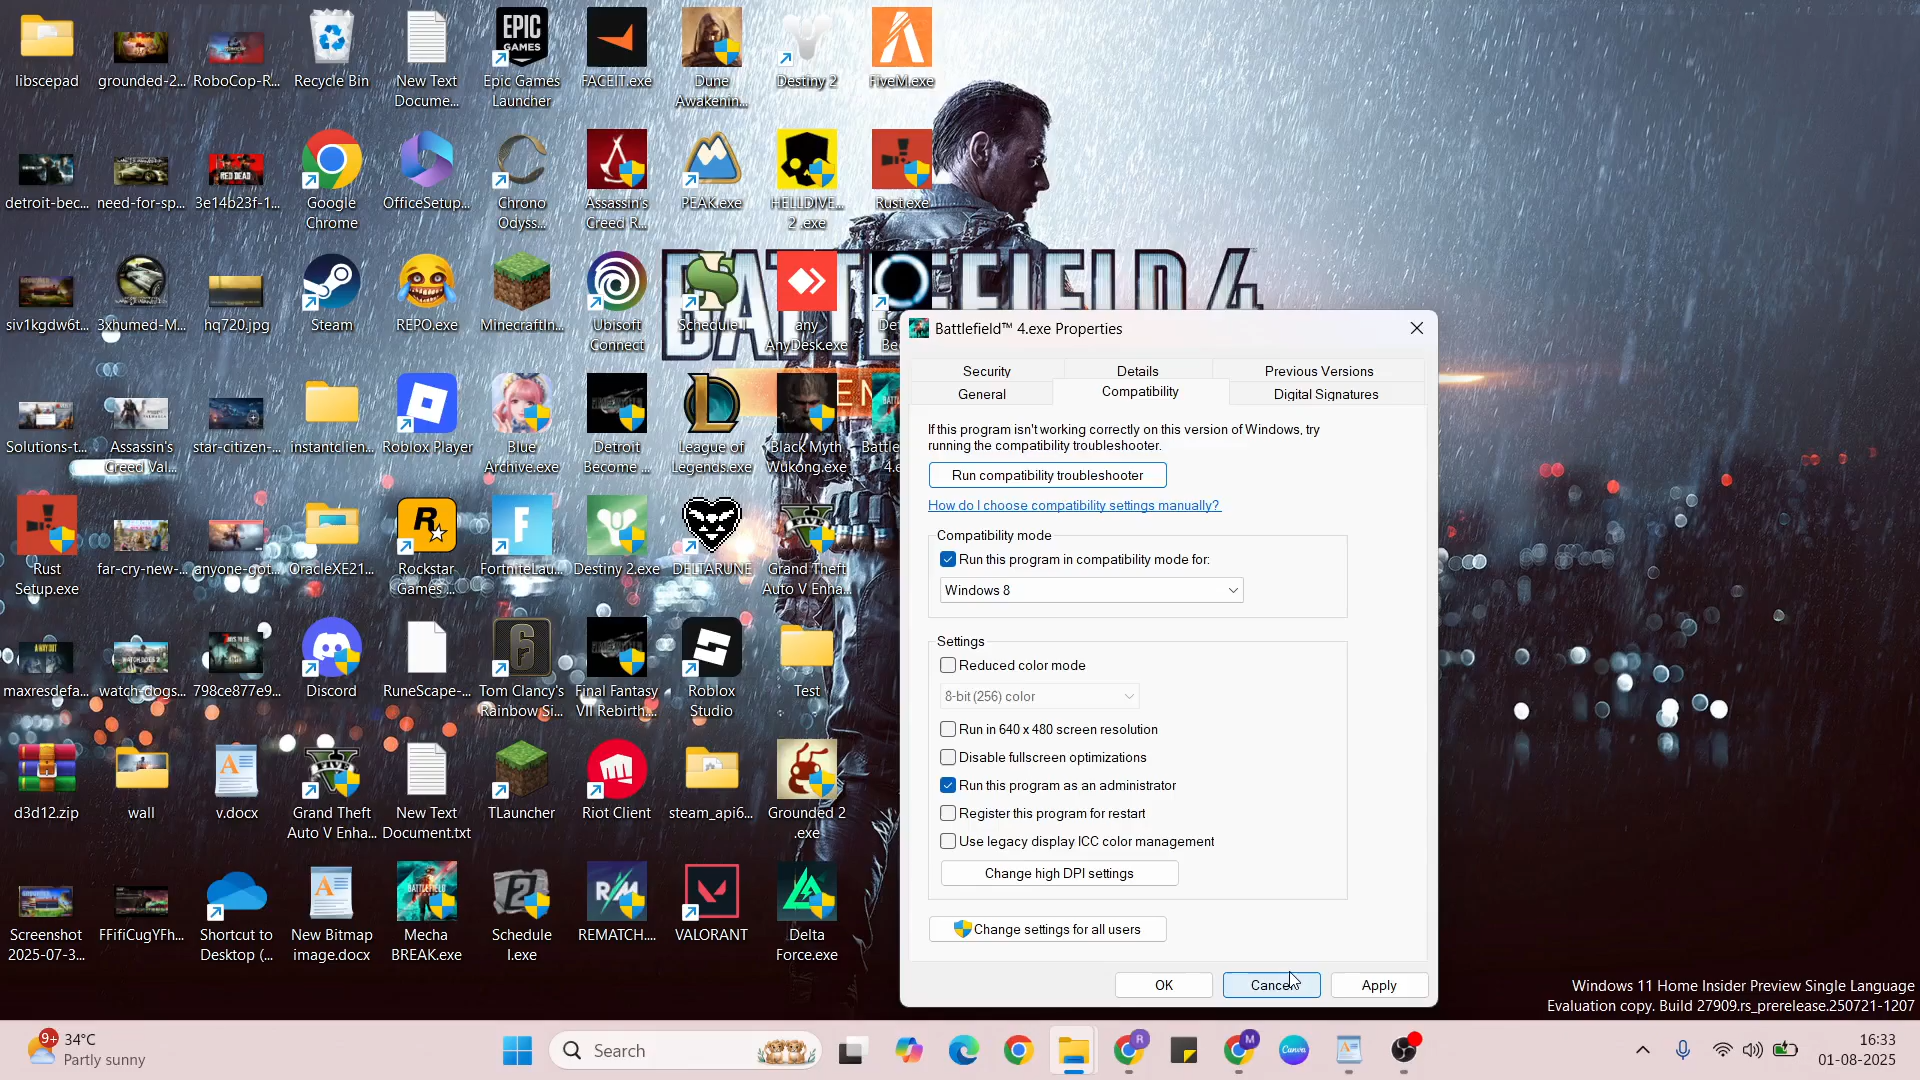 libscepad
grounded-2...
RoboCop-R...
Recycle Bin
New Text
Docume...
EPIC
GAMES
Epic Games
Launcher
FACEIT.exe
Dune
Awakenin...
Destiny 2
FiveM.exe
detroit-bec...
need-for-sp...
3e14b23f-1...
Google
Chrome
OfficeSetup...
Chrono
Odyss...
Assassin's
Creed R...
PEAK.exe
HELLDIVE...
2 .exe
Rust.exe
siv1kgdw6t...
3xhumed-M...
hq720.jpg
Steam
REPO.exe
MinecraftIn...
Ubisoft
Connect
Schedule I
any
AnyDesk.exe
De
Bec
BATTLEFIELD 4
Solutions-t...
Assassin's
Creed Val...
star-citizen-...
instantclien...
Roblox Player
Blue
Archive.exe
Detroit
Become ...
League of
Legends.exe
Black Myth
Wukong.exe
Battle
4.e
Rust
Setup.exe
far-cry-new-...
anyone-got...
OracleXE21...
Rockstar
Games ...
FortniteLau...
Destiny 2.exe
DELTARUNE
Grand Theft
Auto V Enha...
maxresdefa...
watch-dogs...
798ce877e9...
Discord
RuneScape-...
Tom Clancy's
Rainbow Si...
Final Fantasy
VII Rebirth....
Roblox
Studio
Test
d3d12.zip
wall
v.docx
Grand Theft
Auto V Enha...
New Text
Document.txt
TLauncher
Riot Client
steam_api6...
Grounded 2
.exe
Screenshot
2025-07-3...
FFifiCugYFh...
Shortcut to
Desktop (...
New Bitmap
image.docx
Mecha
BREAK.exe
Schedule
I.exe
REMATCH....
VALORANT
Delta
Force.exe
Battlefield™ 4.exe Properties
Security Details Previous Versions
General Compatibility Digital Signatures
If this program isn't working correctly on this version of Windows, try
running the compatibility troubleshooter.
Run compatibility troubleshooter
How do I choose compatibility settings manually?
Compatibility mode
Run this program in compatibility mode for:
Windows 8
Settings
Reduced color mode
8-bit (256) color
Run in 640 x 480 screen resolution
Disable fullscreen optimizations
Run this program as an administrator
Register this program for restart
Use legacy display ICC color management
Change high DPI settings
Change settings for all users
OK Cancel Apply
Windows 11 Home Insider Preview Single Language
Evaluation copy. Build 27909.rs_prerelease.250721-1207
9+
34°C
Partly sunny
Search
R
M
Canva
16:33
01-08-2025